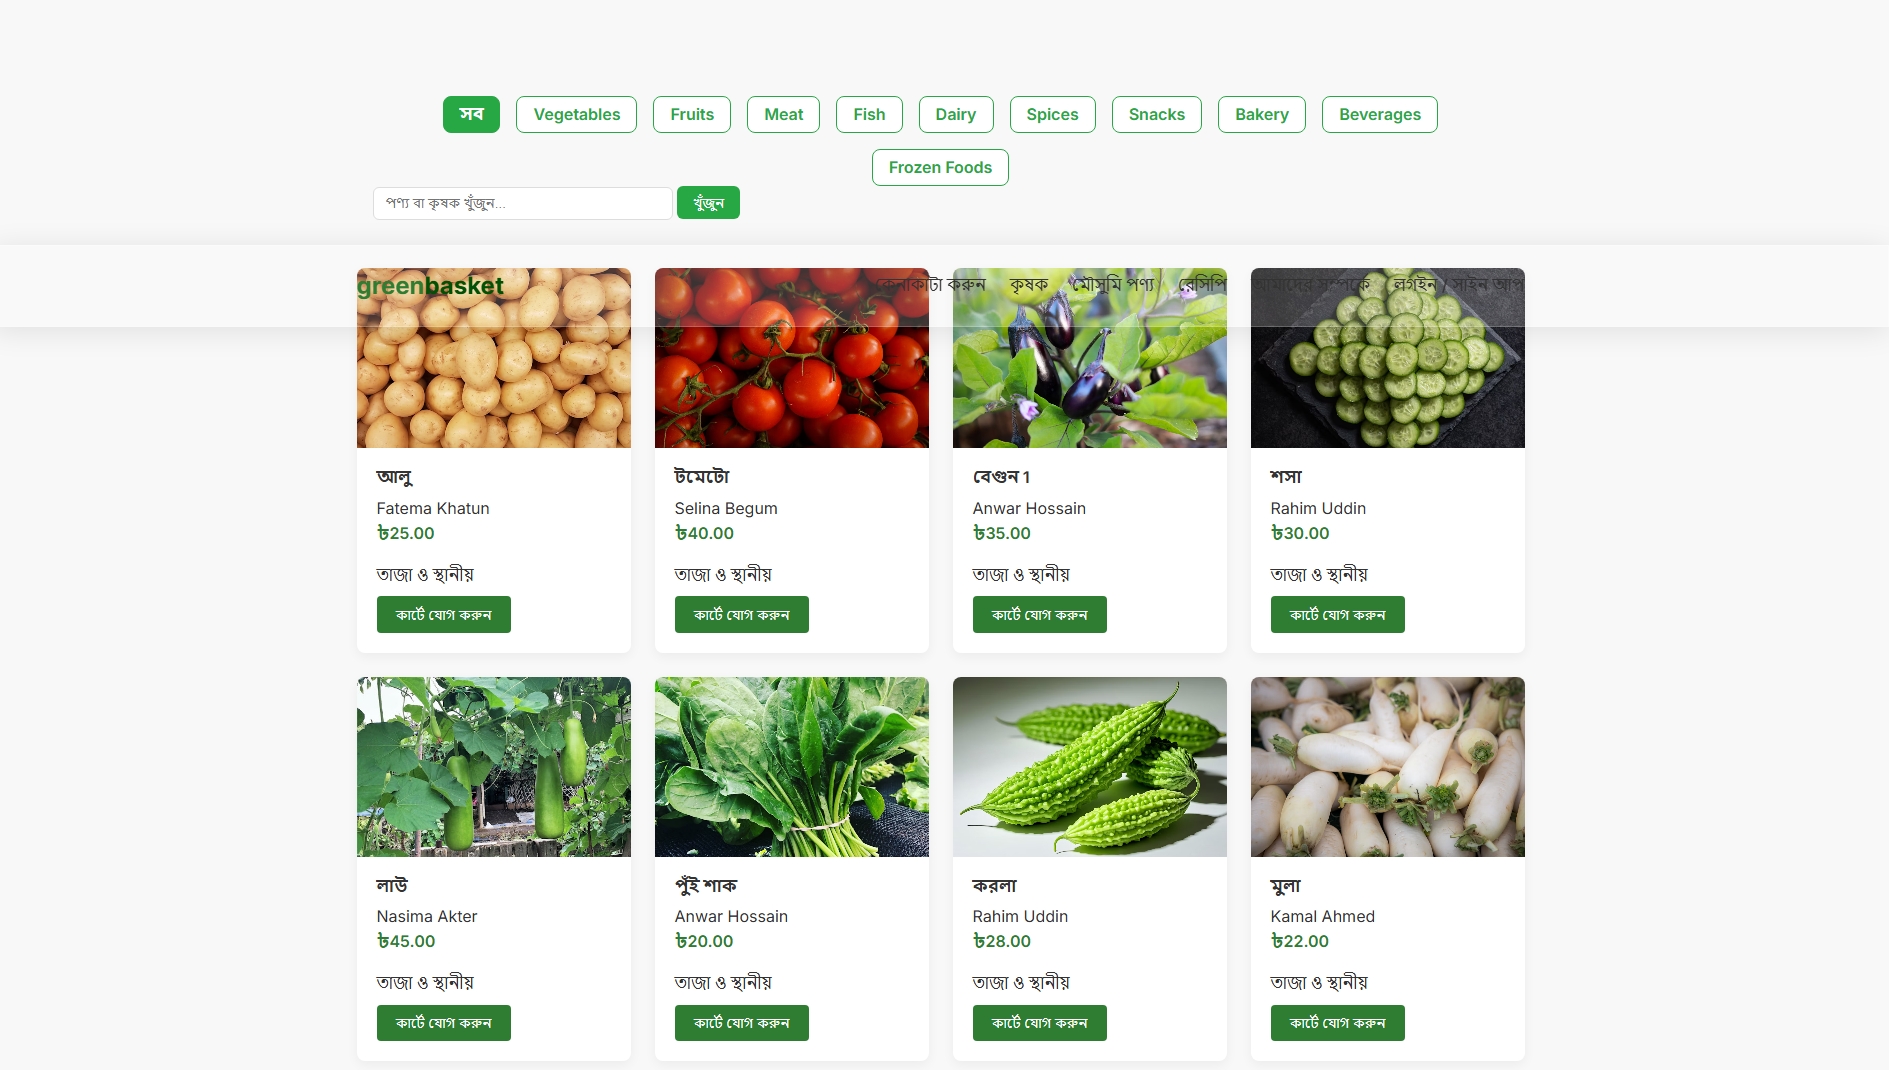 সব Vegetables Fruits Meat Fish Dairy Spices Snacks Bakery Beverages
Frozen Foods
পণ্য বা কৃষক খুঁজুন... খুঁজুন
greenbasket কেনাকাটা করুন কৃষক মৌসুমি পণ্য রেসিপি আমাদের সম্পর্কে লগইন / সাইন আপ
আলু টমেটো বেগুন 1 শসা
Fatema Khatun Selina Begum Anwar Hossain Rahim Uddin
৳25.00 ৳40.00 ৳35.00 ৳30.00
তাজা ও স্থানীয় তাজা ও স্থানীয় তাজা ও স্থানীয় তাজা ও স্থানীয়
কার্টে যোগ করুন কার্টে যোগ করুন কার্টে যোগ করুন কার্টে যোগ করুন
লাউ পুঁই শাক করলা মুলা
Nasima Akter Anwar Hossain Rahim Uddin Kamal Ahmed
৳45.00 ৳20.00 ৳28.00 ৳22.00
তাজা ও স্থানীয় তাজা ও স্থানীয় তাজা ও স্থানীয় তাজা ও স্থানীয়
কার্টে যোগ করুন কার্টে যোগ করুন কার্টে যোগ করুন কার্টে যোগ করুন